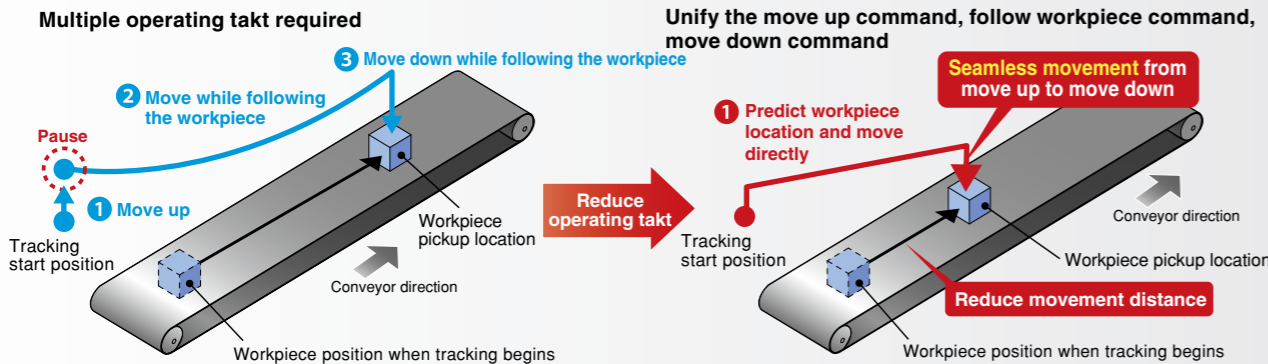 Multiple operating takt required
3 Move down while following the workpiece
2 Move while following
the workpiece
Pause
1 Move up
Tracking
start position
Workpiece
pickup location
Conveyor direction
Workpiece position when tracking begins
Reduce
operating takt
Unify the move up command, follow workpiece command,
move down command
Seamless movement from
move up to move down
1 Predict workpiece
location and move
directly
Tracking
start position
Conveyor direction
Workpiece pickup location
Reduce movement distance
Workpiece position when tracking begins